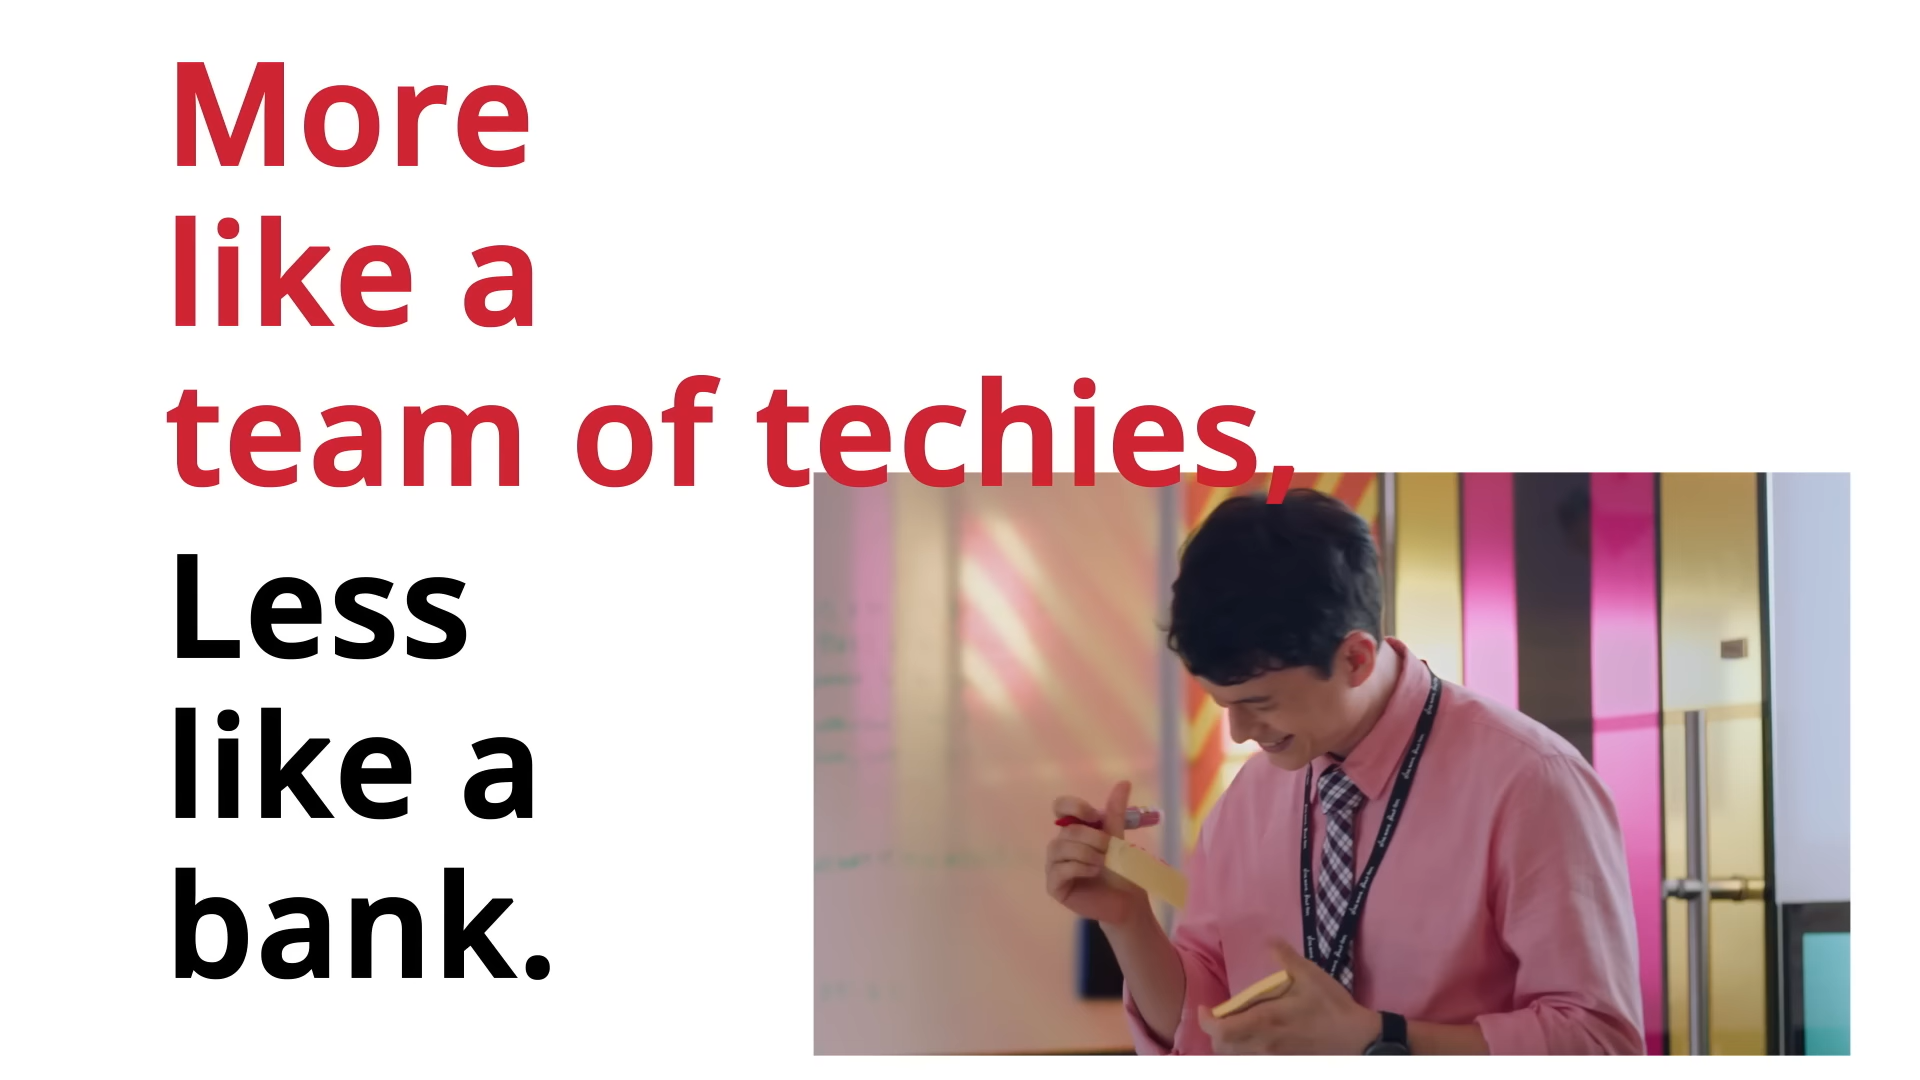 More
like a
team of techies,
Less
like a
bank.